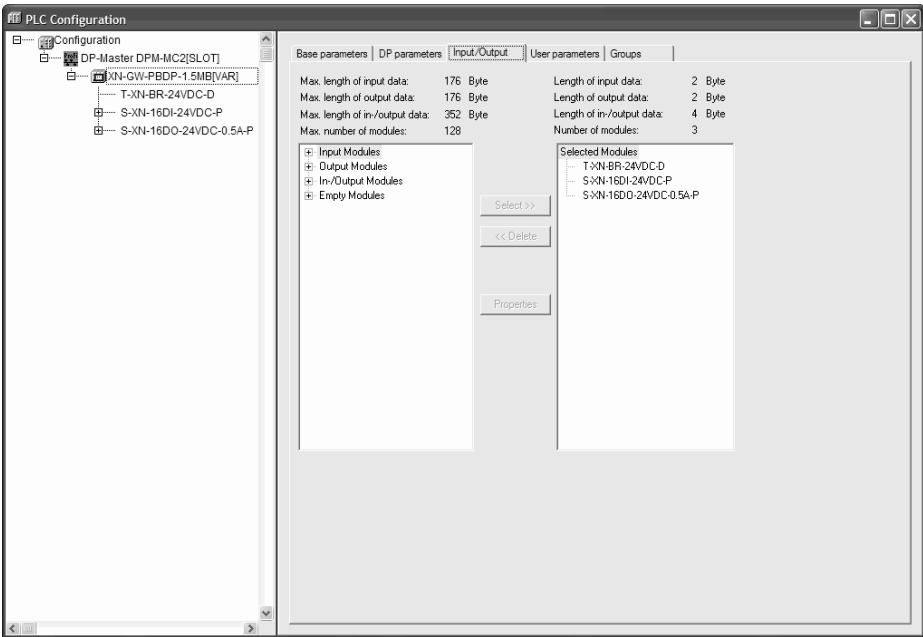 PLC Configuration
Configuration
DP-Master DPM-MC2[SLOT]
XN-GW-PBDP-1.5MB[VAR]
T-XN-BR-24VDC-D
S-XN-16DI-24VDC-P
S-XN-16DO-24VDC-0.5A-P
Base parameters DP parameters Input/Output User parameters Groups
Max. length of input data: 176 Byte
Max. length of output data: 176 Byte
Max. length of in-/output data: 352 Byte
Max. number of modules: 128
Length of input data: 2 Byte
Length of output data: 2 Byte
Length of in-/output data: 4 Byte
Number of modules: 3
Input Modules
Output Modules
In-/Output Modules
Empty Modules
Select >>
<< Delete
Properties
Selected Modules
T-XN-BR-24VDC-D
S-XN-16DI-24VDC-P
S-XN-16DO-24VDC-0.5A-P